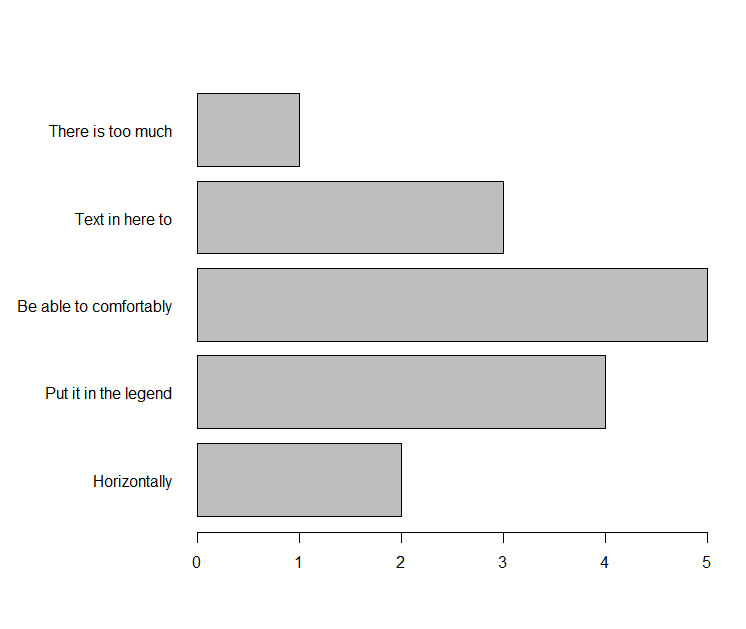 There is too much
Text in here to
Be able to comfortably
Put it in the legend
Horizontally
0 1 2 3 4 5